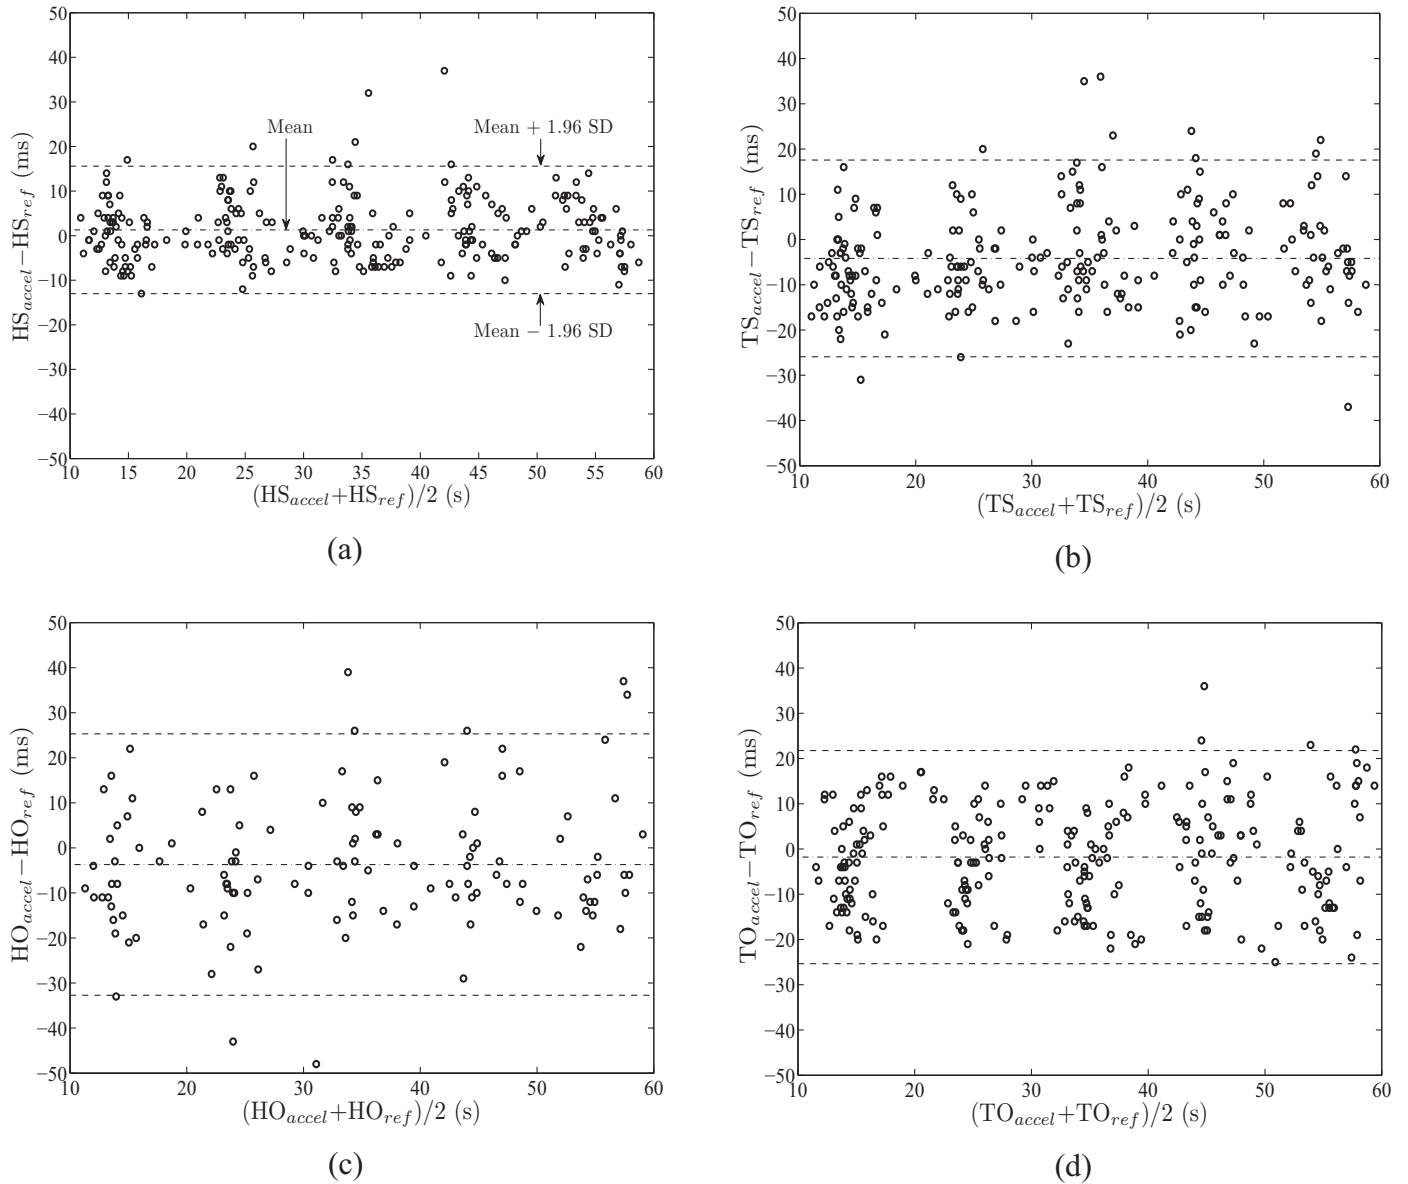 50
40
30
20
10
0
−10
−20
−30
−40
−50
HS_accel−HS_ref (ms)
Mean
Mean + 1.96 SD
Mean − 1.96 SD
10 15 20 25 30 35 40 45 50 55 60
(HS_accel+HS_ref)/2 (s)
(a)
50
40
30
20
10
0
−10
−20
−30
−40
−50
TS_accel−TS_ref (ms)
10 20 30 40 50 60
(TS_accel+TS_ref)/2 (s)
(b)
50
40
30
20
10
0
−10
−20
−30
−40
−50
HO_accel−HO_ref (ms)
10 20 30 40 50 60
(HO_accel+HO_ref)/2 (s)
(c)
50
40
30
20
10
0
−10
−20
−30
−40
−50
TO_accel−TO_ref (ms)
10 20 30 40 50 60
(TO_accel+TO_ref)/2 (s)
(d)